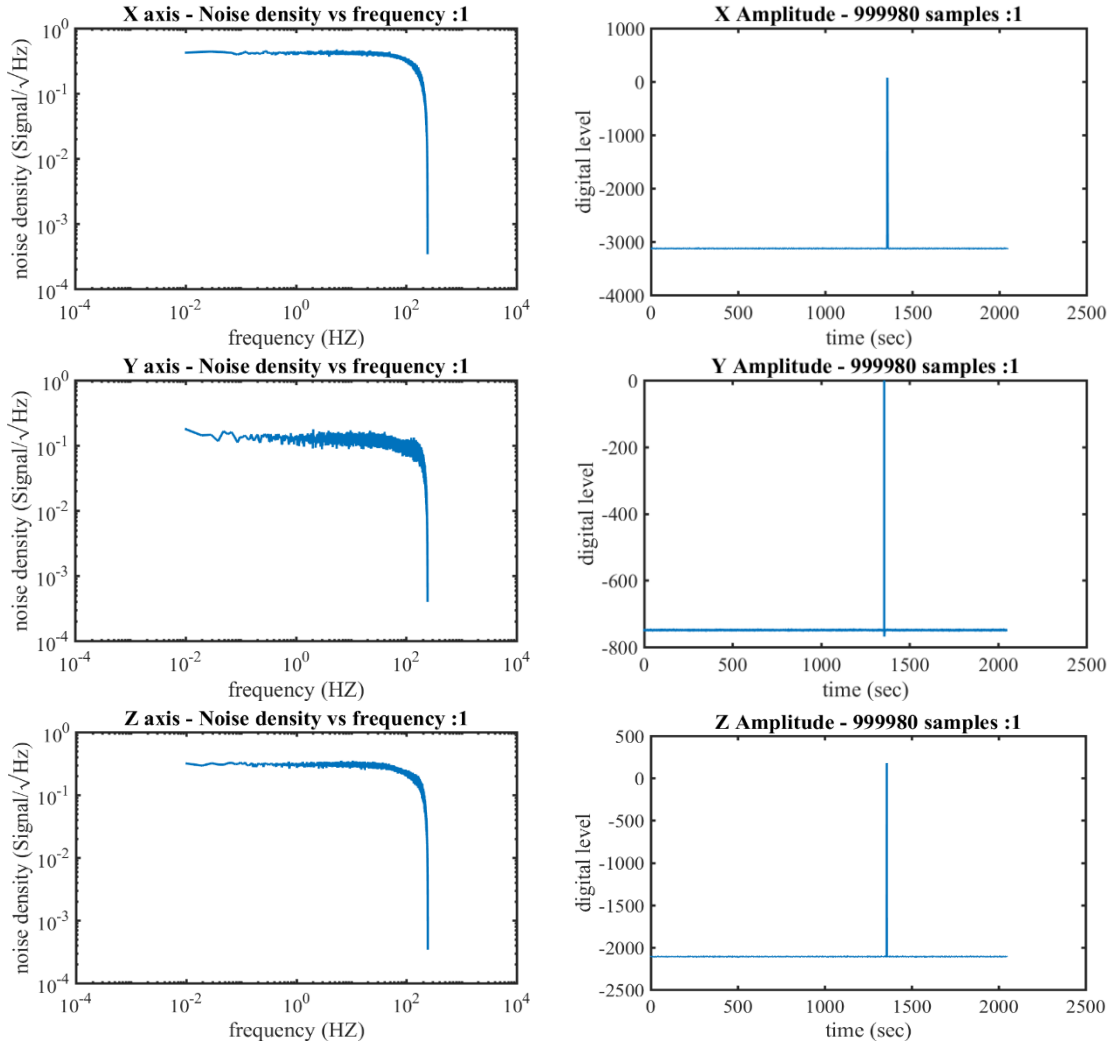 X axis - Noise density vs frequency :1
noise density (Signal/√Hz)
10^0
10^-1
10^-2
10^-3
10^-4
10^-4 10^-2 10^0 10^2 10^4
frequency (HZ)
X Amplitude - 999980 samples :1
digital level
1000
0
-1000
-2000
-3000
-4000
0 500 1000 1500 2000 2500
time (sec)
Y axis - Noise density vs frequency :1
noise density (Signal/√Hz)
10^0
10^-1
10^-2
10^-3
10^-4
10^-4 10^-2 10^0 10^2 10^4
frequency (HZ)
Y Amplitude - 999980 samples :1
digital level
0
-200
-400
-600
-800
0 500 1000 1500 2000 2500
time (sec)
Z axis - Noise density vs frequency :1
noise density (Signal/√Hz)
10^0
10^-1
10^-2
10^-3
10^-4
10^-4 10^-2 10^0 10^2 10^4
frequency (HZ)
Z Amplitude - 999980 samples :1
digital level
500
0
-500
-1000
-1500
-2000
-2500
0 500 1000 1500 2000 2500
time (sec)